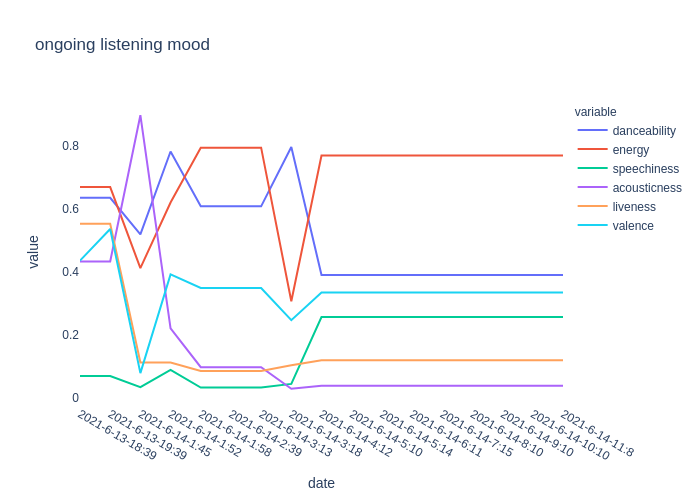 ongoing listening mood
variable
danceability
energy
speechiness
acousticness
liveness
valence
value
0.8
0.6
0.4
0.2
0
2021-6-13-18:39
2021-6-13-19:39
2021-6-14-1:45
2021-6-14-1:52
2021-6-14-1:58
2021-6-14-2:39
2021-6-14-3:13
2021-6-14-3:18
2021-6-14-4:12
2021-6-14-5:10
2021-6-14-5:14
2021-6-14-6:11
2021-6-14-7:15
2021-6-14-8:10
2021-6-14-9:10
2021-6-14-10:10
2021-6-14-11:8
date